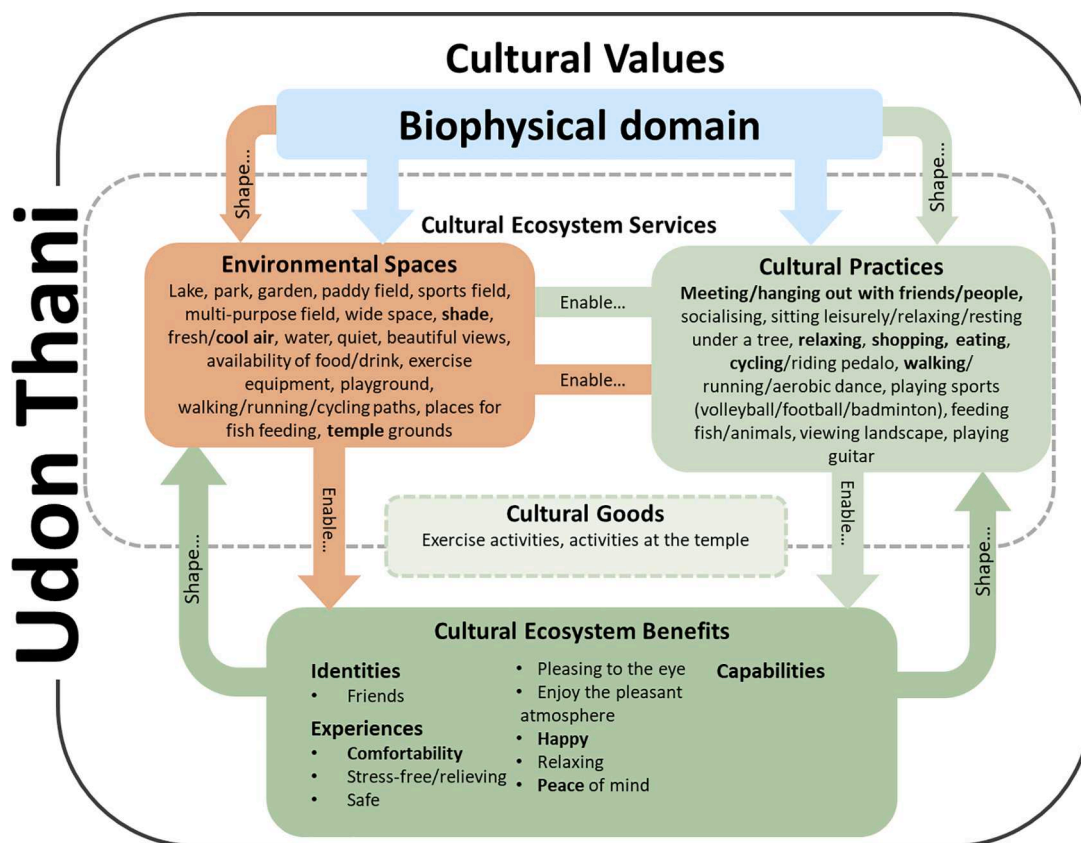 Udon Thani
Cultural Values
Biophysical domain
Shape...
Shape...
Cultural Ecosystem Services
Environmental Spaces
Lake, park, garden, paddy field, sports field,
multi-purpose field, wide space, shade,
fresh/cool air, water, quiet, beautiful views,
availability of food/drink, exercise
equipment, playground,
walking/running/cycling paths, places for
fish feeding, temple grounds
Enable...
Enable...
Cultural Practices
Meeting/hanging out with friends/people,
socialising, sitting leisurely/relaxing/resting
under a tree, relaxing, shopping, eating,
cycling/riding pedalo, walking/
running/aerobic dance, playing sports
(volleyball/football/badminton), feeding
fish/animals, viewing landscape, playing
guitar
Shape...
Enable...
Cultural Goods
Exercise activities, activities at the temple
Enable...
Shape...
Cultural Ecosystem Benefits
Identities
• Friends
Experiences
• Comfortability
• Stress-free/relieving
• Safe
• Pleasing to the eye
• Enjoy the pleasant
atmosphere
• Happy
• Relaxing
• Peace of mind
Capabilities